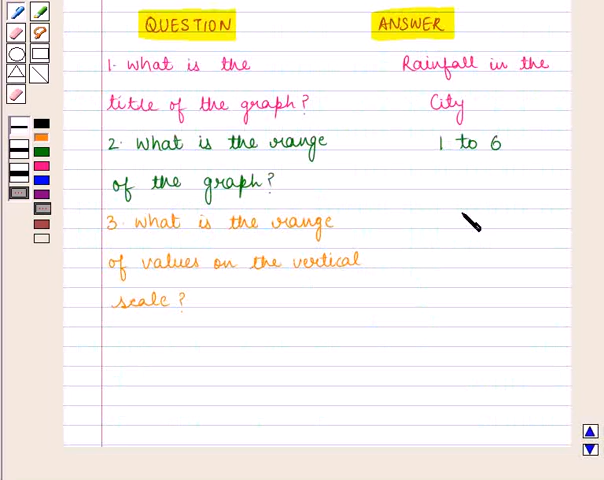 QUESTION ANSWER
1. What is the Rainfall in the
title of the graph? City
2. What is the range 1 to 6
of the graph?
3. What is the range
of values on the vertical
scale?